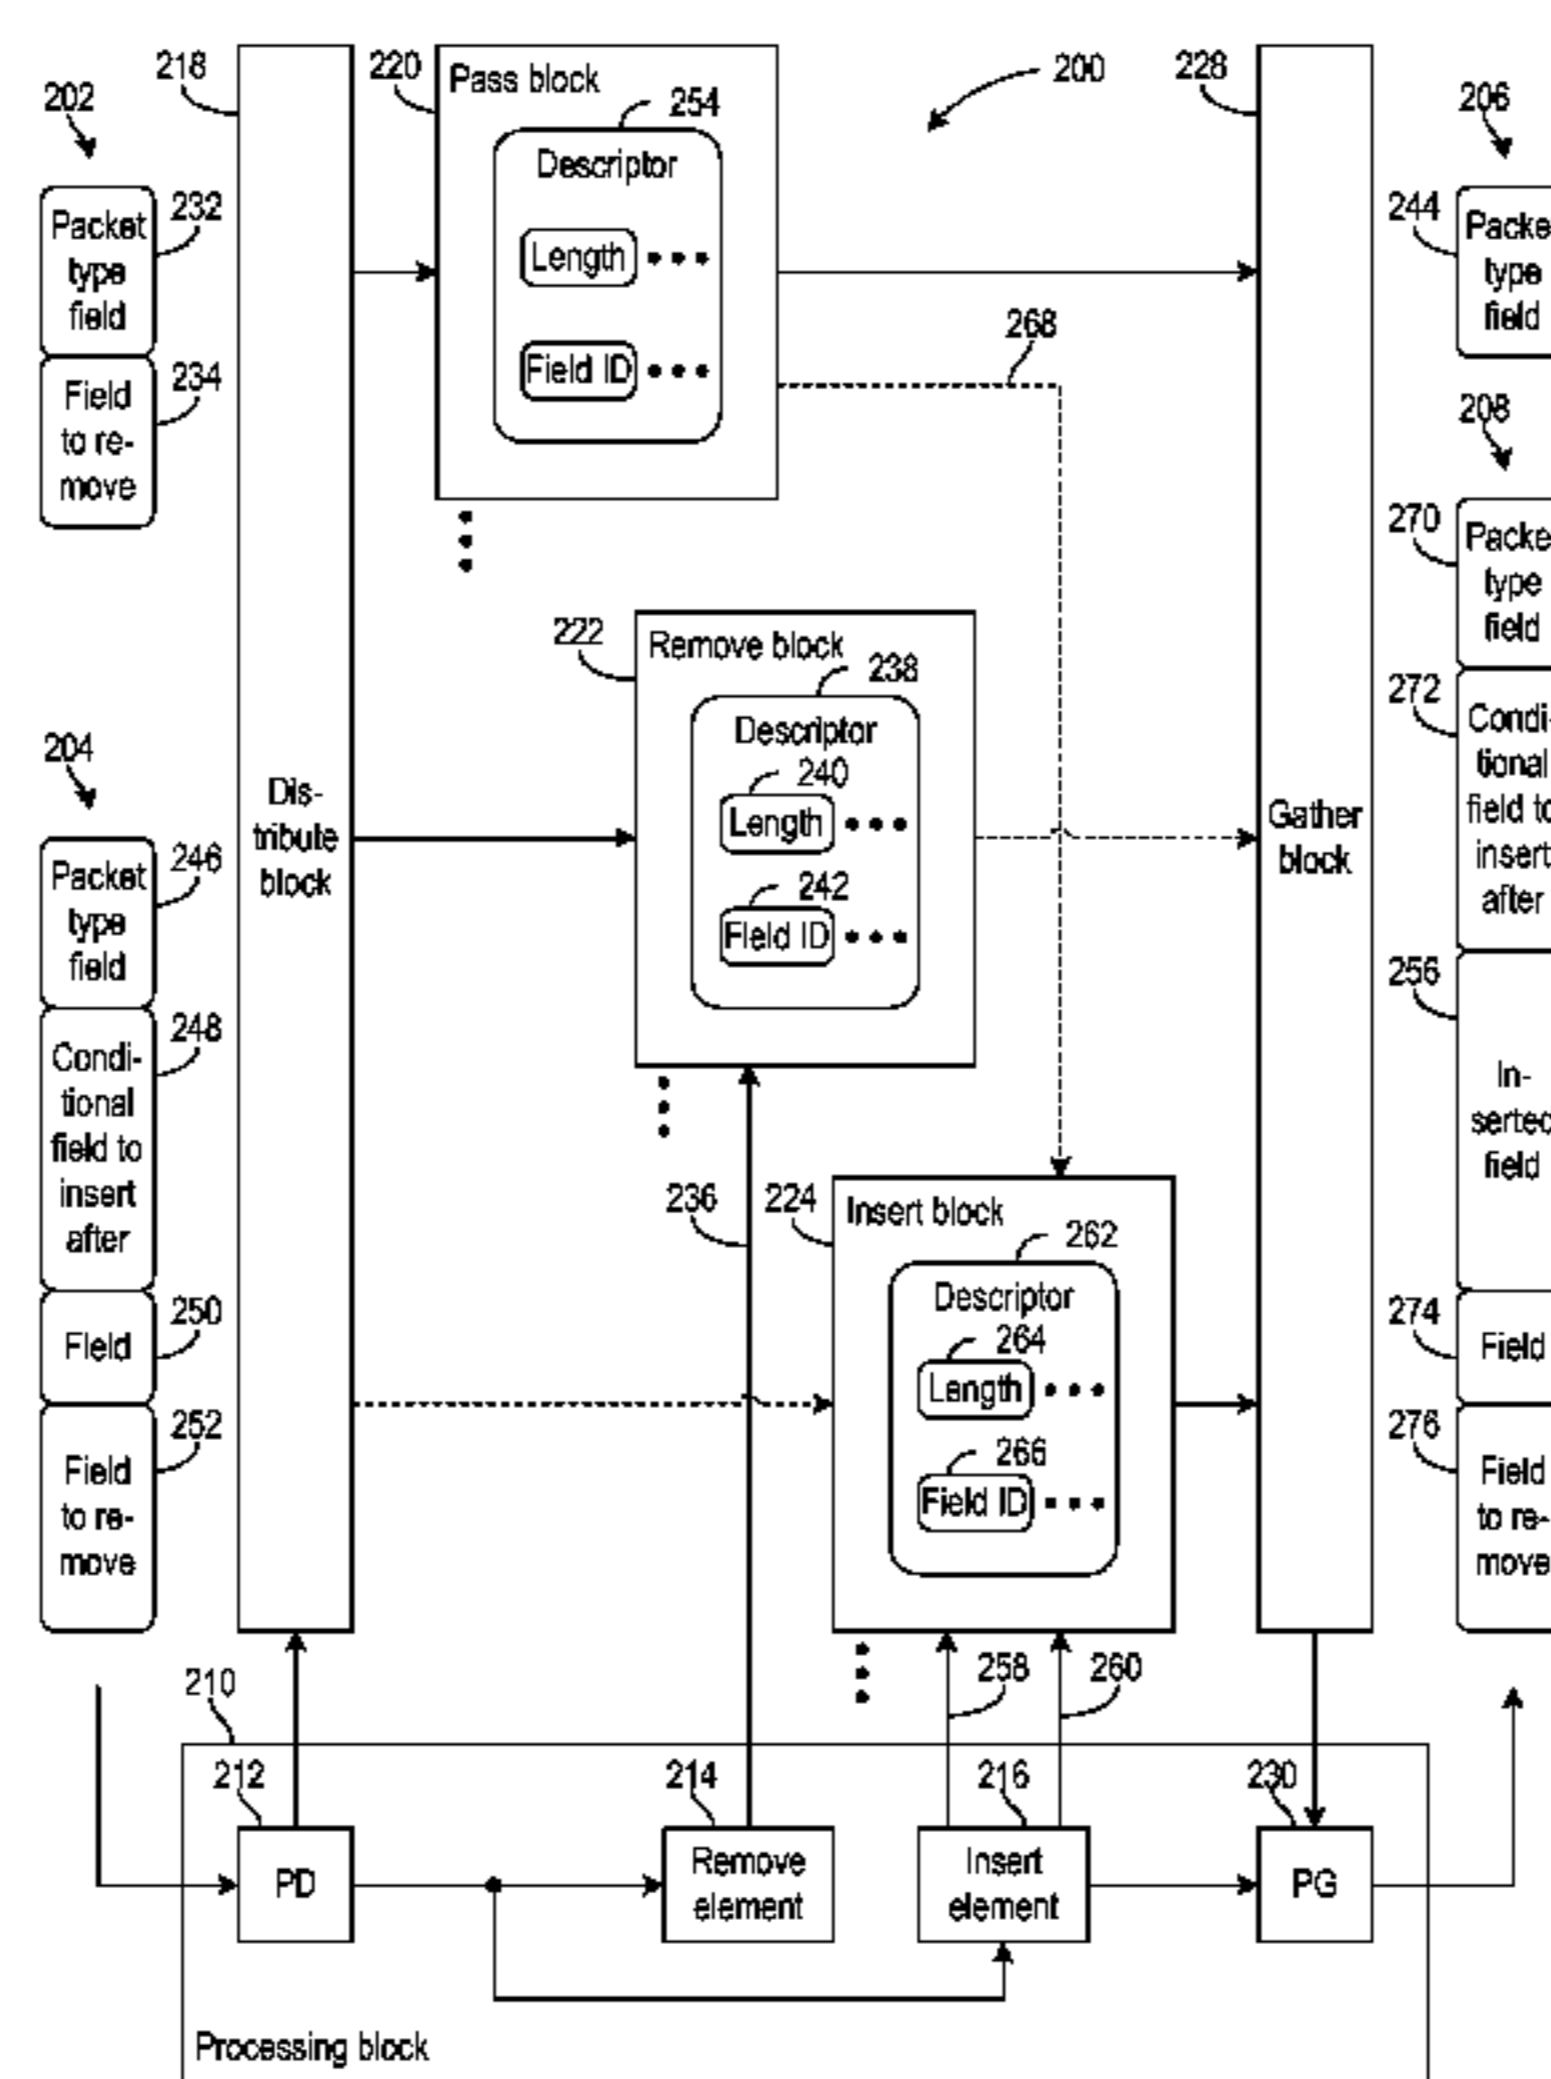 202
Packet
type
field
232
Field
to re-
move
234
204
Packet
type
field
246
Condi-
tional
field to
insert
after
248
Field
250
Field
to re-
move
252
218
Dis-
tribute
block
220
Pass block
254
Descriptor
Length
Field ID
200
268
222
Remove block
238
Descriptor
240
Length
242
Field ID
236
224
Insert block
262
Descriptor
264
Length
266
Field ID
258
260
228
Gather
block
206
244
Packe
type
field
208
270
Packe
type
field
272
Condi-
tional
field to
insert
after
256
In-
serted
field
274
Field
276
Field
to re-
move
210
212
PD
214
Remove
element
216
Insert
element
230
PG
Processing block